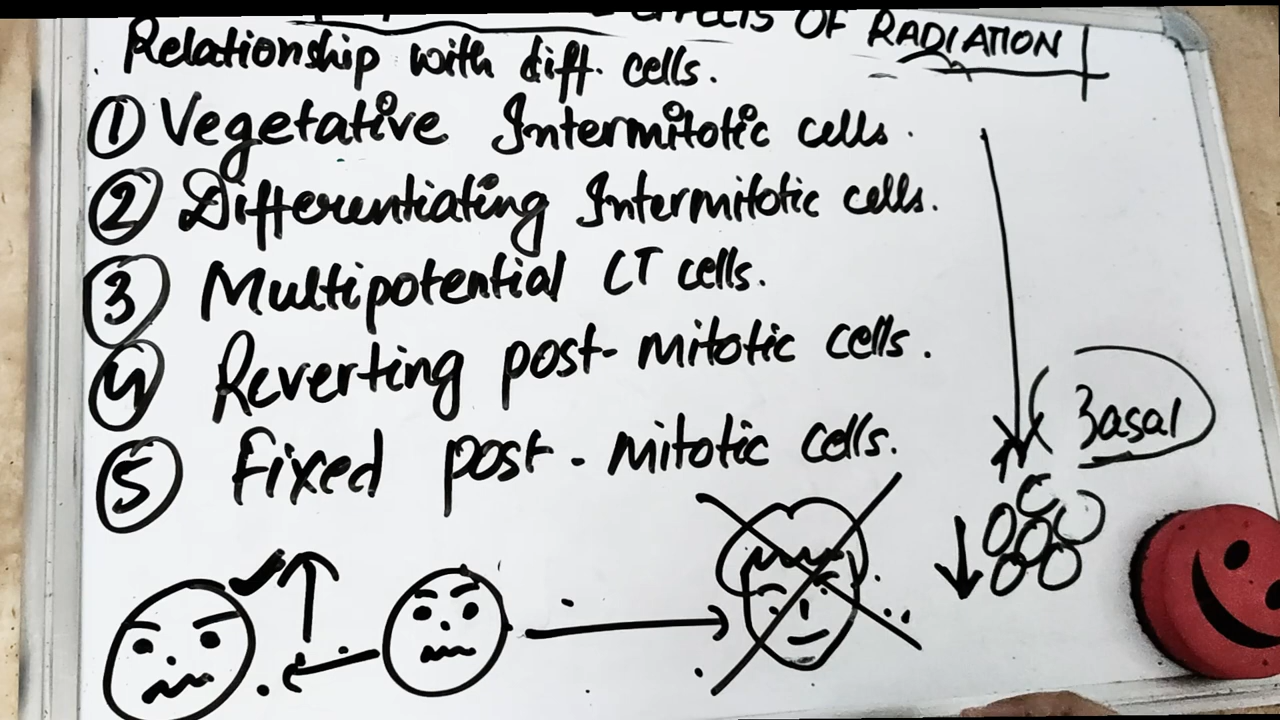 EFFECTS OF RADIATION
Relationship with diff. cells.
① Vegetative Intermitotic cells.
② Differentiating Intermitotic cells.
③ Multipotential CT cells.
④ Reverting post-mitotic cells.
⑤ Fixed post-mitotic cells.
Basal